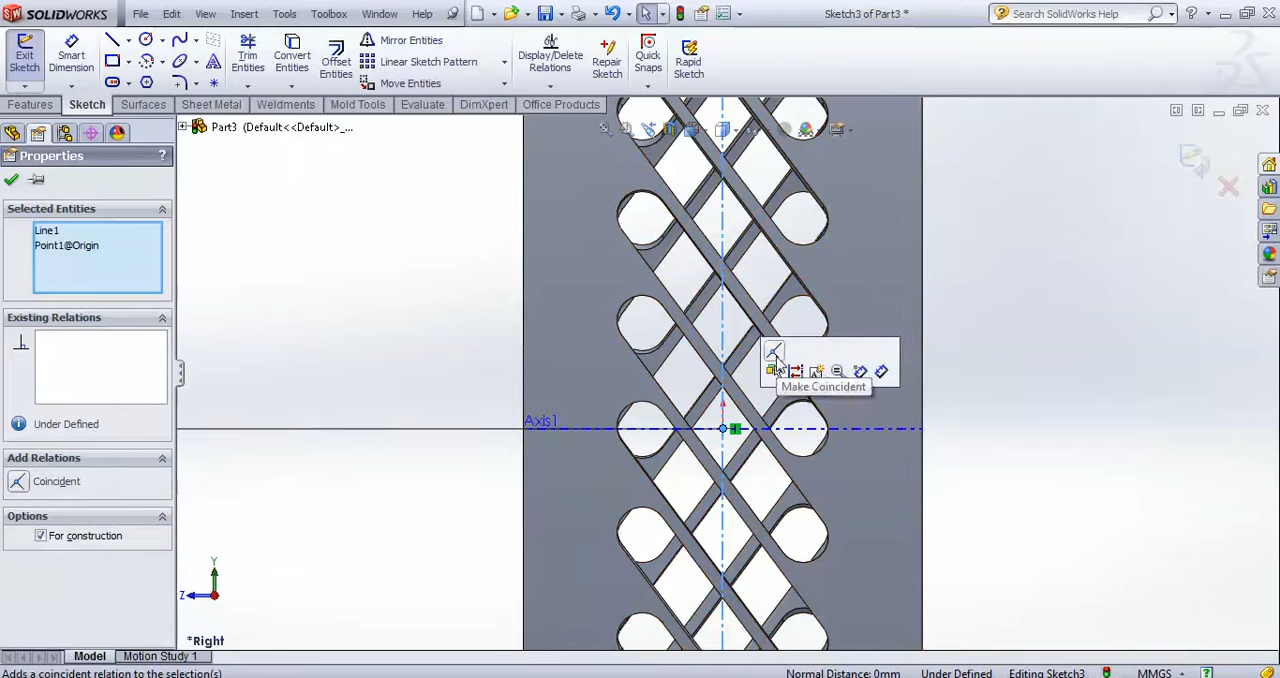 SOLIDWORKS File Edit View Insert Tools Toolbox Window Help Sketch3 of Part3 * Search SolidWorks Help
Exit Sketch
Smart Dimension
Trim Entities
Convert Entities
Offset Entities
Mirror Entities
Linear Sketch Pattern
Move Entities
Display/Delete Relations
Repair Sketch
Quick Snaps
Rapid Sketch
Features Sketch Surfaces Sheet Metal Weldments Mold Tools Evaluate DimXpert Office Products
Part3 (Default<<Default>_...
Properties ?
Selected Entities
Line1
Point1@Origin
Existing Relations
Under Defined
Add Relations
Coincident
Options
For construction
Make Coincident
Axis1
Y
Z
*Right
Model Motion Study 1
Adds a coincident relation to the selection(s) Normal Distance: 0mm Under Defined Editing Sketch3 MMGS ?